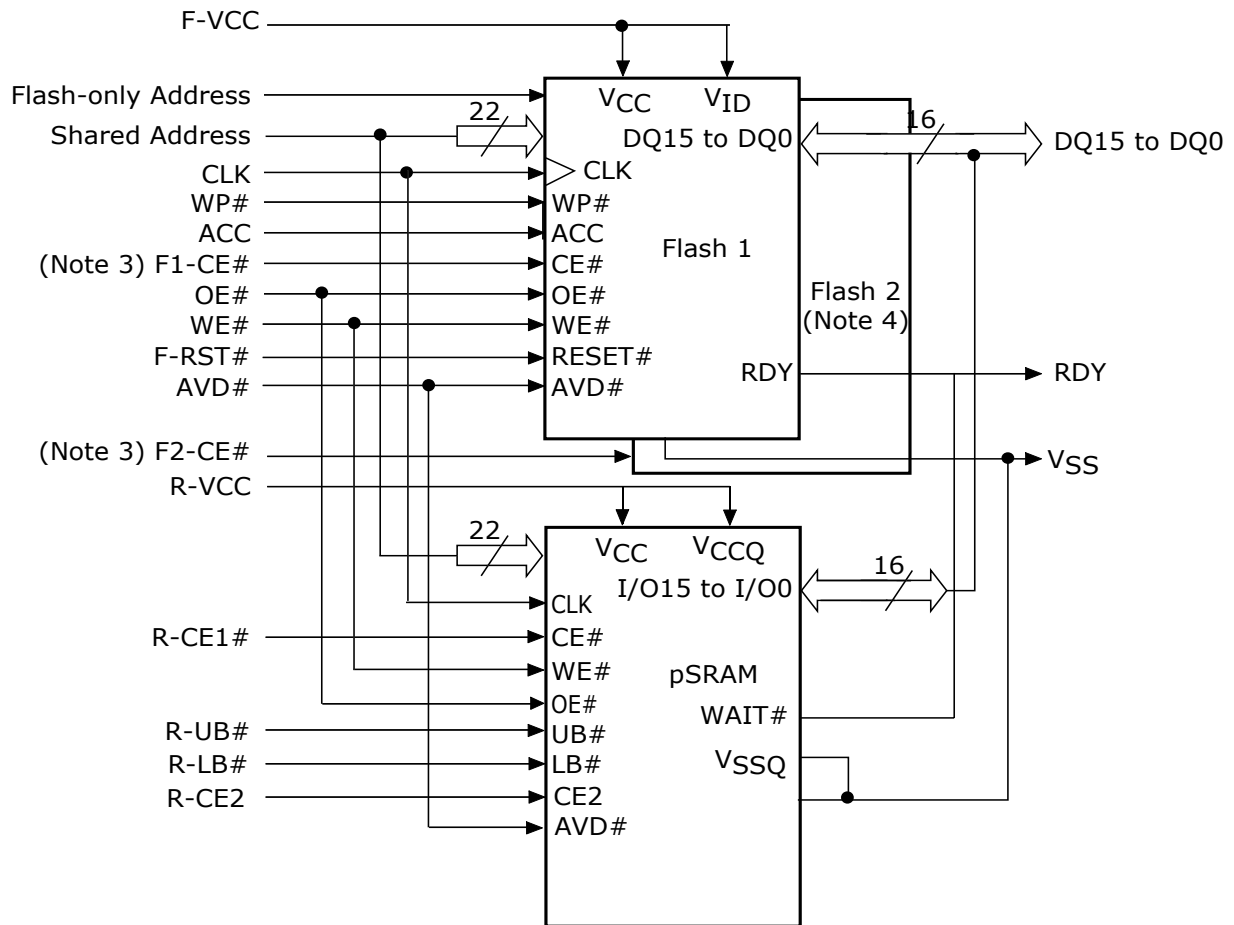 F-VCC
Flash-only Address
Shared Address
CLK
WP#
ACC
(Note 3) F1-CE#
OE#
WE#
F-RST#
AVD#
(Note 3) F2-CE#
R-VCC
R-CE1#
R-UB#
R-LB#
R-CE2
22
VCC VID
DQ15 to DQ0
CLK
WP#
ACC
CE#
OE#
WE#
RESET#
AVD#
Flash 1
RDY
Flash 2
(Note 4)
16
DQ15 to DQ0
RDY
VSS
22
VCC VCCQ
I/O15 to I/O0
16
CLK
CE#
WE#
OE#
UB#
LB#
CE2
AVD#
pSRAM
WAIT#
VSSQ